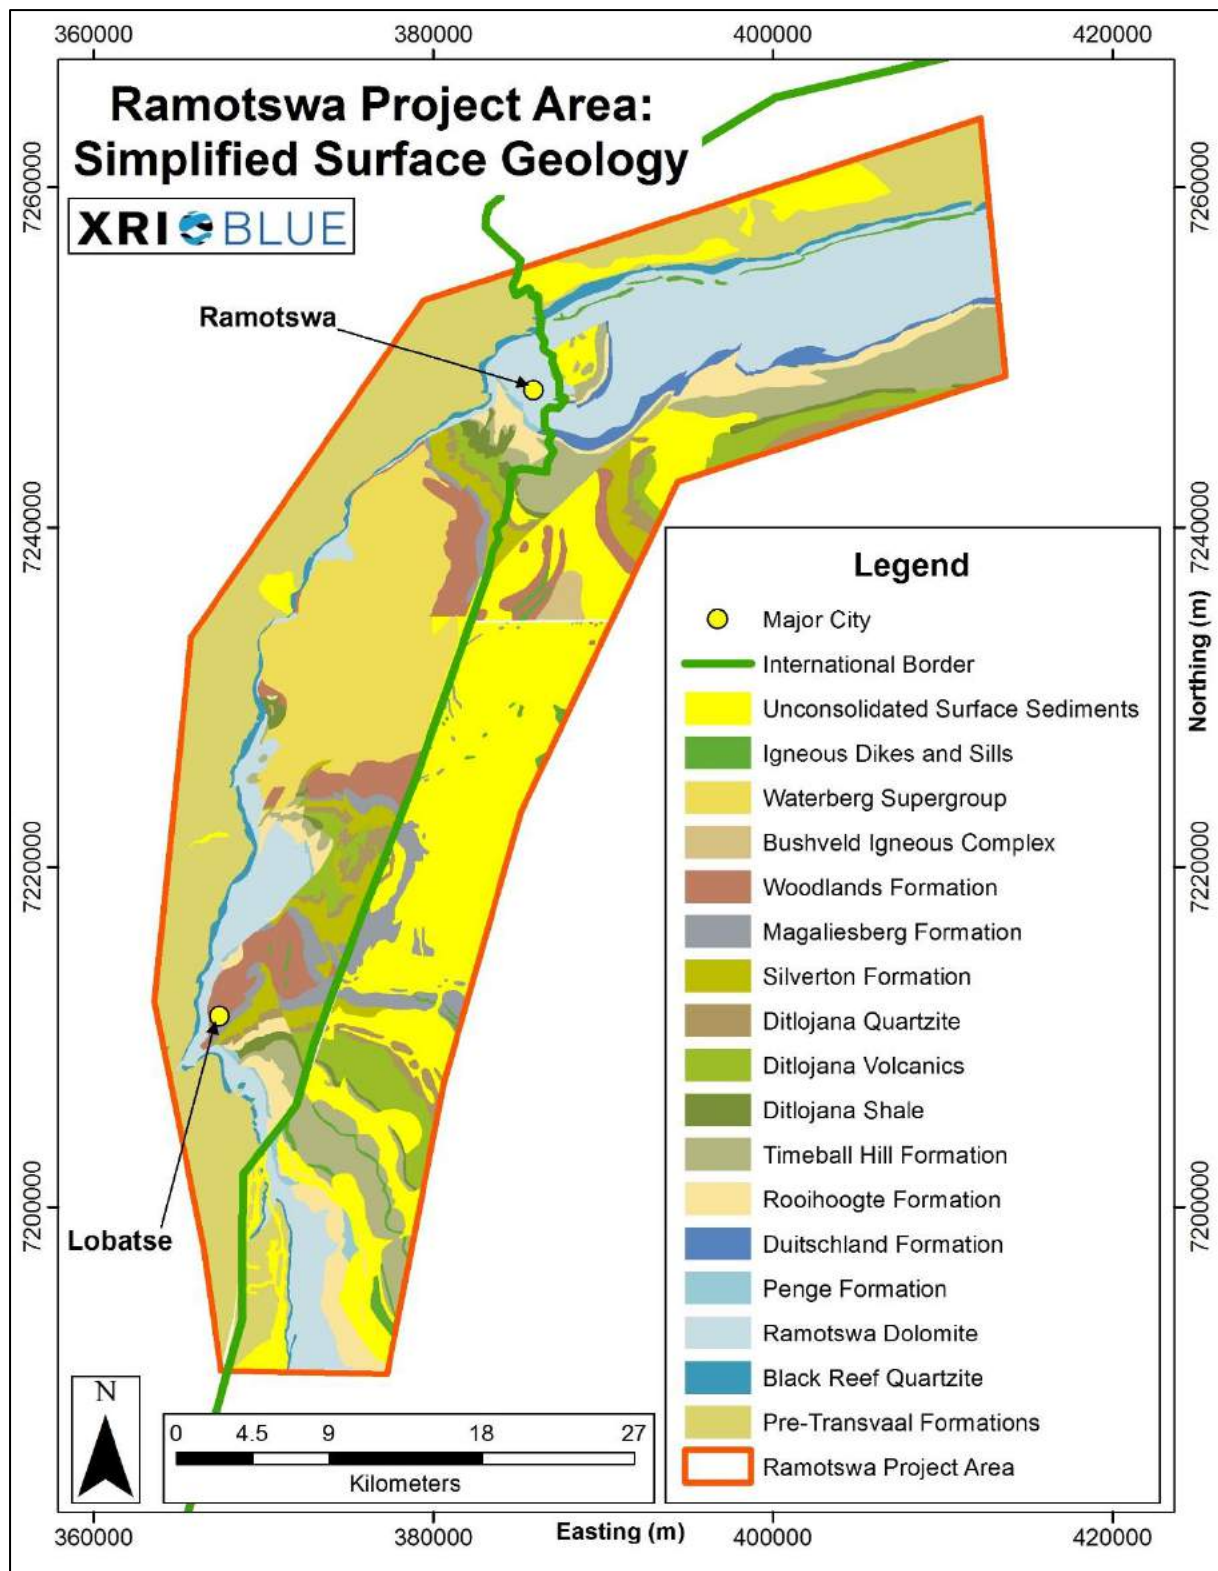 360000 380000 400000 420000
Ramotswa Project Area:
Simplified Surface Geology
XRI BLUE
7260000
7260000
Ramotswa
7240000
7240000
Legend
Major City
International Border
Northing (m)
Unconsolidated Surface Sediments
Igneous Dikes and Sills
Waterberg Supergroup
Bushveld Igneous Complex
7220000
7220000
Woodlands Formation
Magaliesberg Formation
Silverton Formation
Ditlojana Quartzite
Ditlojana Volcanics
Ditlojana Shale
Timeball Hill Formation
7200000
7200000
Rooihoogte Formation
Lobatse
Duitschland Formation
Penge Formation
Ramotswa Dolomite
Black Reef Quartzite
Pre-Transvaal Formations
Ramotswa Project Area
N
0 4.5 9 18 27
Kilometers
360000 380000 Easting (m) 400000 420000